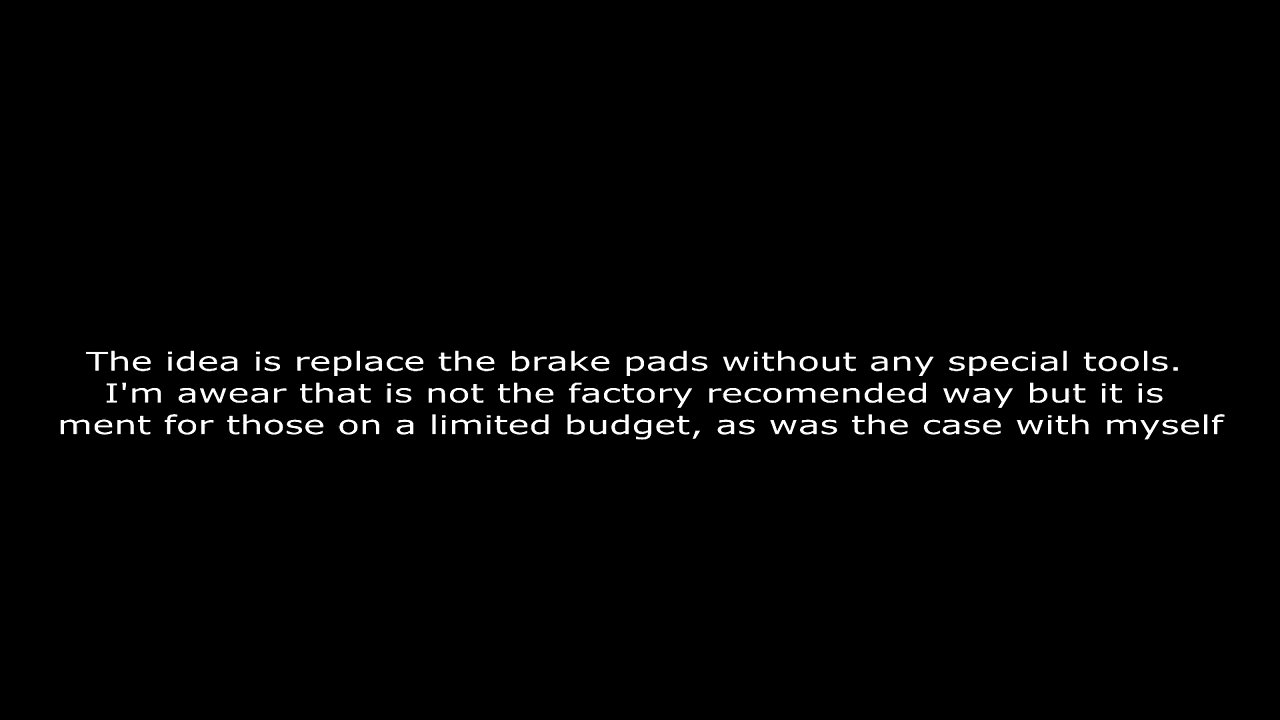 The idea is replace the brake pads without any special tools.
I'm awear that is not the factory recomended way but it is
ment for those on a limited budget, as was the case with myself